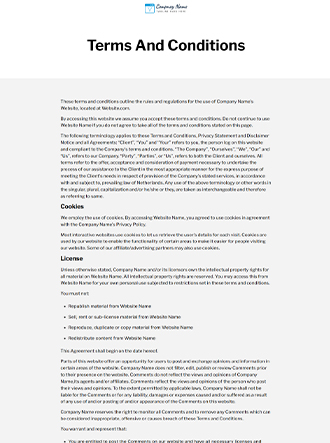 Company Name
Terms And Conditions
These terms and conditions outline the rules and regulations for the use of Company Name's
Website, located at Website.com.
By accessing this website we assume you accept these terms and conditions. Do not continue to use
Website Name if you do not agree to take all of the terms and conditions stated on this page.
The following terminology applies to these Terms and Conditions, Privacy Statement and Disclaimer
Notice and all Agreements: "Client", "You" and "Your" refers to you, the person log on this website
and compliant to the Company's terms and conditions. "The Company", "Ourselves", "We", "Our" and
"Us", refers to our Company. "Party", "Parties", or "Us", refers to both the Client and ourselves. All
terms refer to the offer, acceptance and consideration of payment necessary to undertake the
process of our assistance to the Client in the most appropriate manner for the express purpose of
meeting the Client's needs in respect of provision of the Company's stated services, in accordance
with and subject to, prevailing law of Netherlands. Any use of the above terminology or other words in
the singular, plural, capitalization and/or he/she or they, are taken as interchangeable and therefore
as referring to same.
Cookies
We employ the use of cookies. By accessing Website Name, you agreed to use cookies in agreement
with the Company Name's Privacy Policy.
Most interactive websites use cookies to let us retrieve the user's details for each visit. Cookies are
used by our website to enable the functionality of certain areas to make it easier for people visiting
our website. Some of our affiliate/advertising partners may also use cookies.
License
Unless otherwise stated, Company Name and/or its licensors own the intellectual property rights for
all material on Website Name. All intellectual property rights are reserved. You may access this from
Website Name for your own personal use subjected to restrictions set in these terms and conditions.
You must not:
• Republish material from Website Name
• Sell, rent or sub-license material from Website Name
• Reproduce, duplicate or copy material from Website Name
• Redistribute content from Website Name
This Agreement shall begin on the date hereof.
Parts of this website offer an opportunity for users to post and exchange opinions and information in
certain areas of the website. Company Name does not filter, edit, publish or review Comments prior
to their presence on the website. Comments do not reflect the views and opinions of Company
Name,its agents and/or affiliates. Comments reflect the views and opinions of the person who post
their views and opinions. To the extent permitted by applicable laws, Company Name shall not be
liable for the Comments or for any liability, damages or expenses caused and/or suffered as a result
of any use of and/or posting of and/or appearance of the Comments on this website.
Company Name reserves the right to monitor all Comments and to remove any Comments which can
be considered inappropriate, offensive or causes breach of these Terms and Conditions.
You warrant and represent that:
• You are entitled to post the Comments on our website and have all necessary licenses and